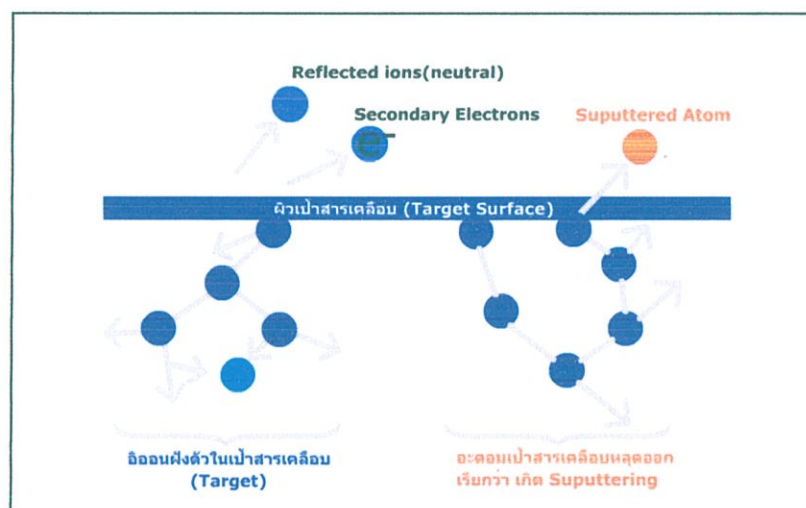 Reflected ions(neutral)
Secondary Electrons
Suputtered Atom
e-
ผิวเป้าสารเคลือบ (Target Surface)
อิออนฝังตัวในเป้าสารเคลือบ
(Target)
อะตอมเป้าสารเคลือบหลุดออก
เรียกว่า เกิด Suputtering